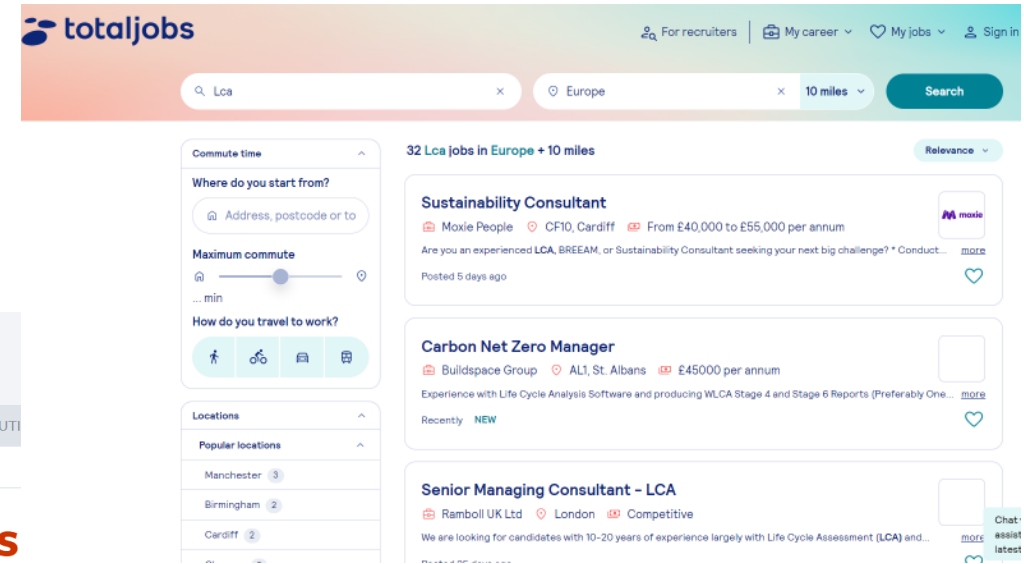 totaljobs
For recruiters
My career
My jobs
Sign in
Lca
Europe
10 miles
Search
Commute time
Where do you start from?
Address, postcode or to
Maximum commute
... min
How do you travel to work?
Locations
Popular locations
Manchester 3
Birmingham 2
Cardiff 2
32 Lca jobs in Europe + 10 miles
Relevance
Sustainability Consultant
Moxie People CF10, Cardiff From £40,000 to £55,000 per annum
moxie
Are you an experienced LCA, BREEAM, or Sustainability Consultant seeking your next big challenge? * Conduct... more
Posted 5 days ago
Carbon Net Zero Manager
Buildspace Group AL1, St. Albans £45000 per annum
Experience with Life Cycle Analysis Software and producing WLCA Stage 4 and Stage 6 Reports (Preferably One... more
Recently NEW
Senior Managing Consultant - LCA
Ramboll UK Ltd London Competitive
We are looking for candidates with 10-20 years of experience largely with Life Cycle Assessment (LCA) and... more
Chat
assist
latest
UTI
s